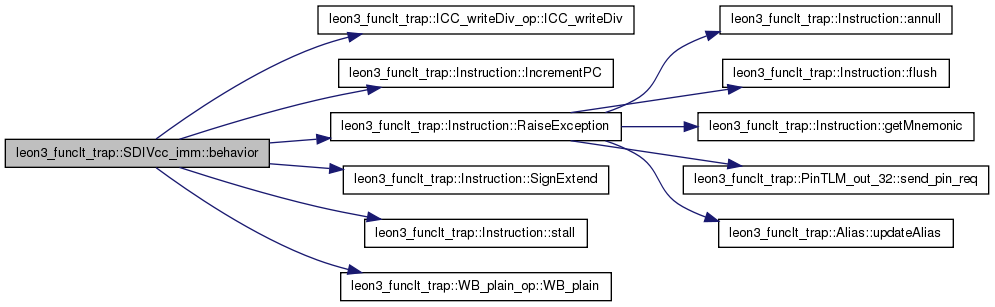 leon3_funclt_trap::SDIVcc_imm::behavior
leon3_funclt_trap::ICC_writeDiv_op::ICC_writeDiv
leon3_funclt_trap::Instruction::IncrementPC
leon3_funclt_trap::Instruction::RaiseException
leon3_funclt_trap::Instruction::SignExtend
leon3_funclt_trap::Instruction::stall
leon3_funclt_trap::WB_plain_op::WB_plain
leon3_funclt_trap::Instruction::annull
leon3_funclt_trap::Instruction::flush
leon3_funclt_trap::Instruction::getMnemonic
leon3_funclt_trap::PinTLM_out_32::send_pin_req
leon3_funclt_trap::Alias::updateAlias